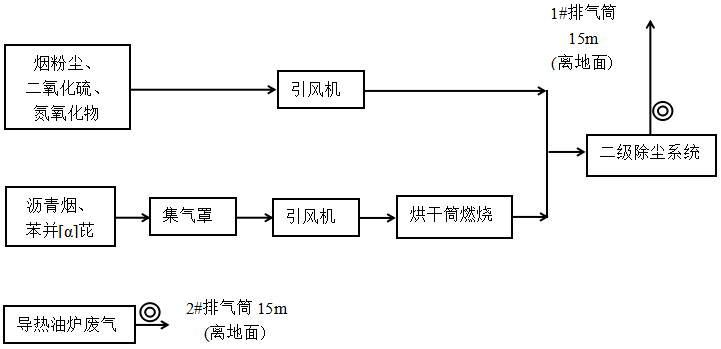 1#排气筒
15m
(离地面)
烟粉尘、
二氧化硫、
氮氧化物
引风机
二级除尘系统
沥青烟、
苯并[α]芘
集气罩
引风机
烘干筒燃烧
导热油炉废气
2#排气筒 15m
(离地面)